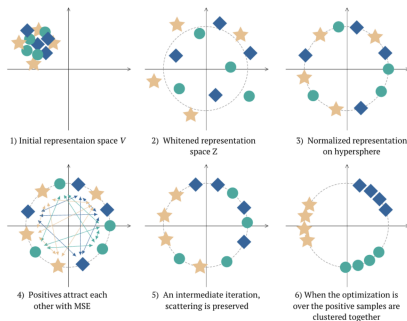 1) Initial representaion space V
2) Whitened representation
space Z
3) Normalized representation
on hypersphere
4) Positives attract each
other with MSE
5) An intermediate iteration,
scattering is preserved
6) When the optimization is
over the positive samples are
clustered together